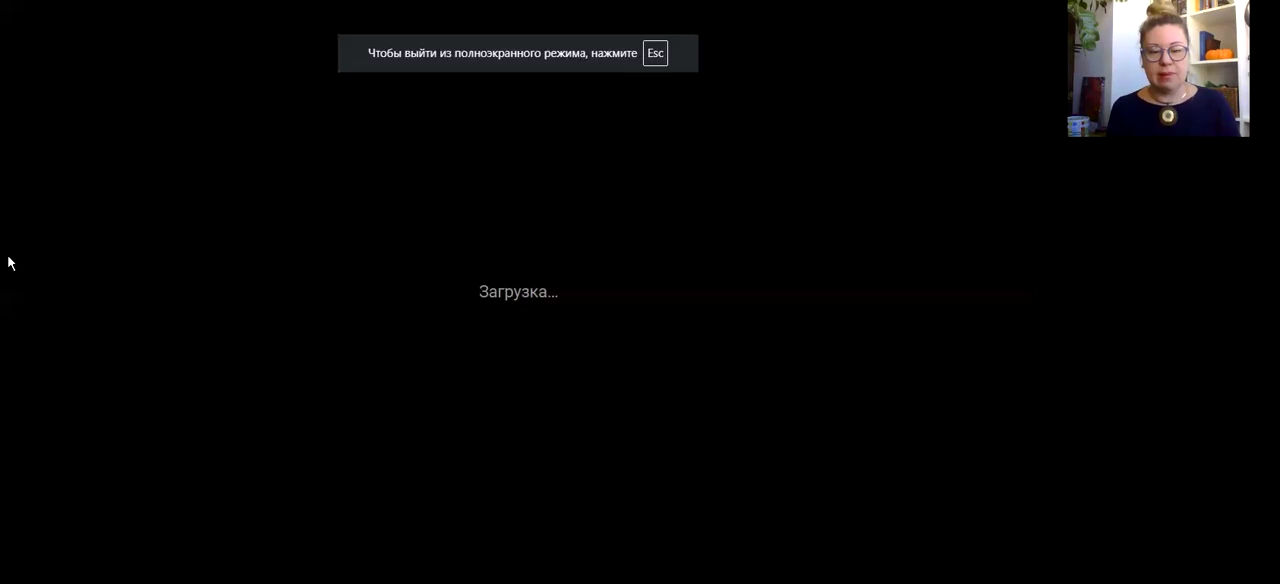 Чтобы выйти из полноэкранного режима, нажмите Esc
Загрузка...